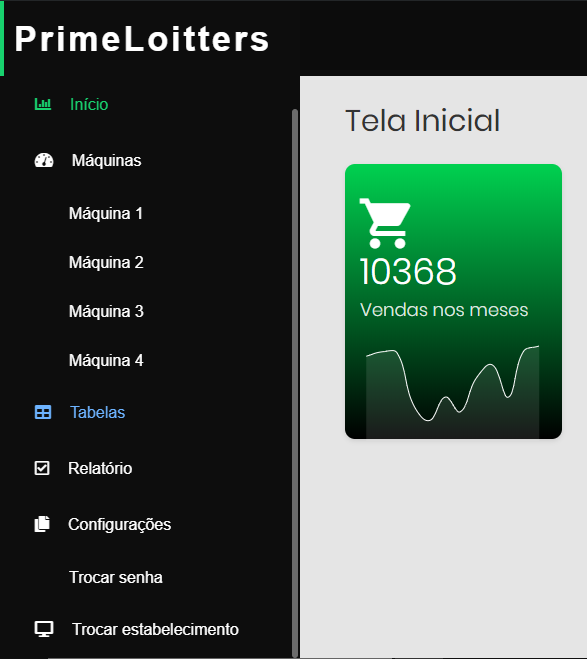 PrimeLoitters
Início
Máquinas
Máquina 1
Máquina 2
Máquina 3
Máquina 4
Tabelas
Relatório
Configurações
Trocar senha
Trocar estabelecimento
Tela Inicial
10368
Vendas nos meses